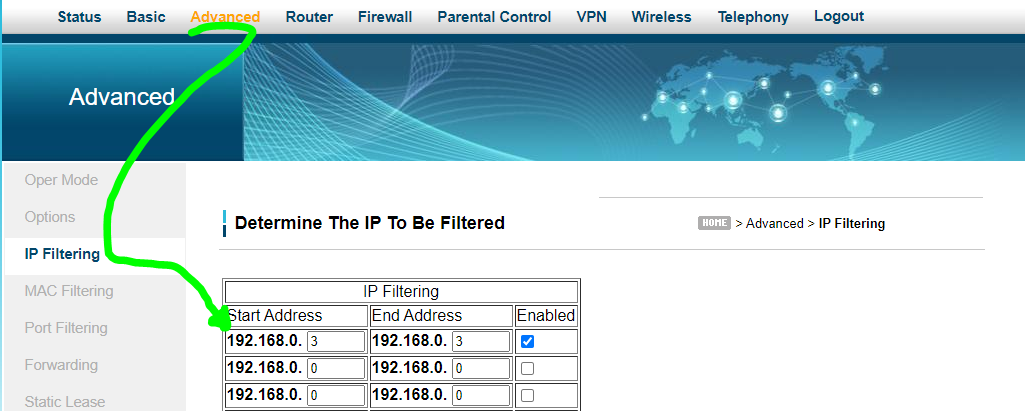 Status Basic Advanced Router Firewall Parental Control VPN Wireless Telephony Logout
Advanced
Oper Mode
Options
IP Filtering
MAC Filtering
Port Filtering
Forwarding
Static Lease
Determine The IP To Be Filtered
HOME > Advanced > IP Filtering
IP Filtering
Start Address End Address Enabled
192.168.0. 3 192.168.0. 3
192.168.0. 0 192.168.0. 0
192.168.0. 0 192.168.0. 0